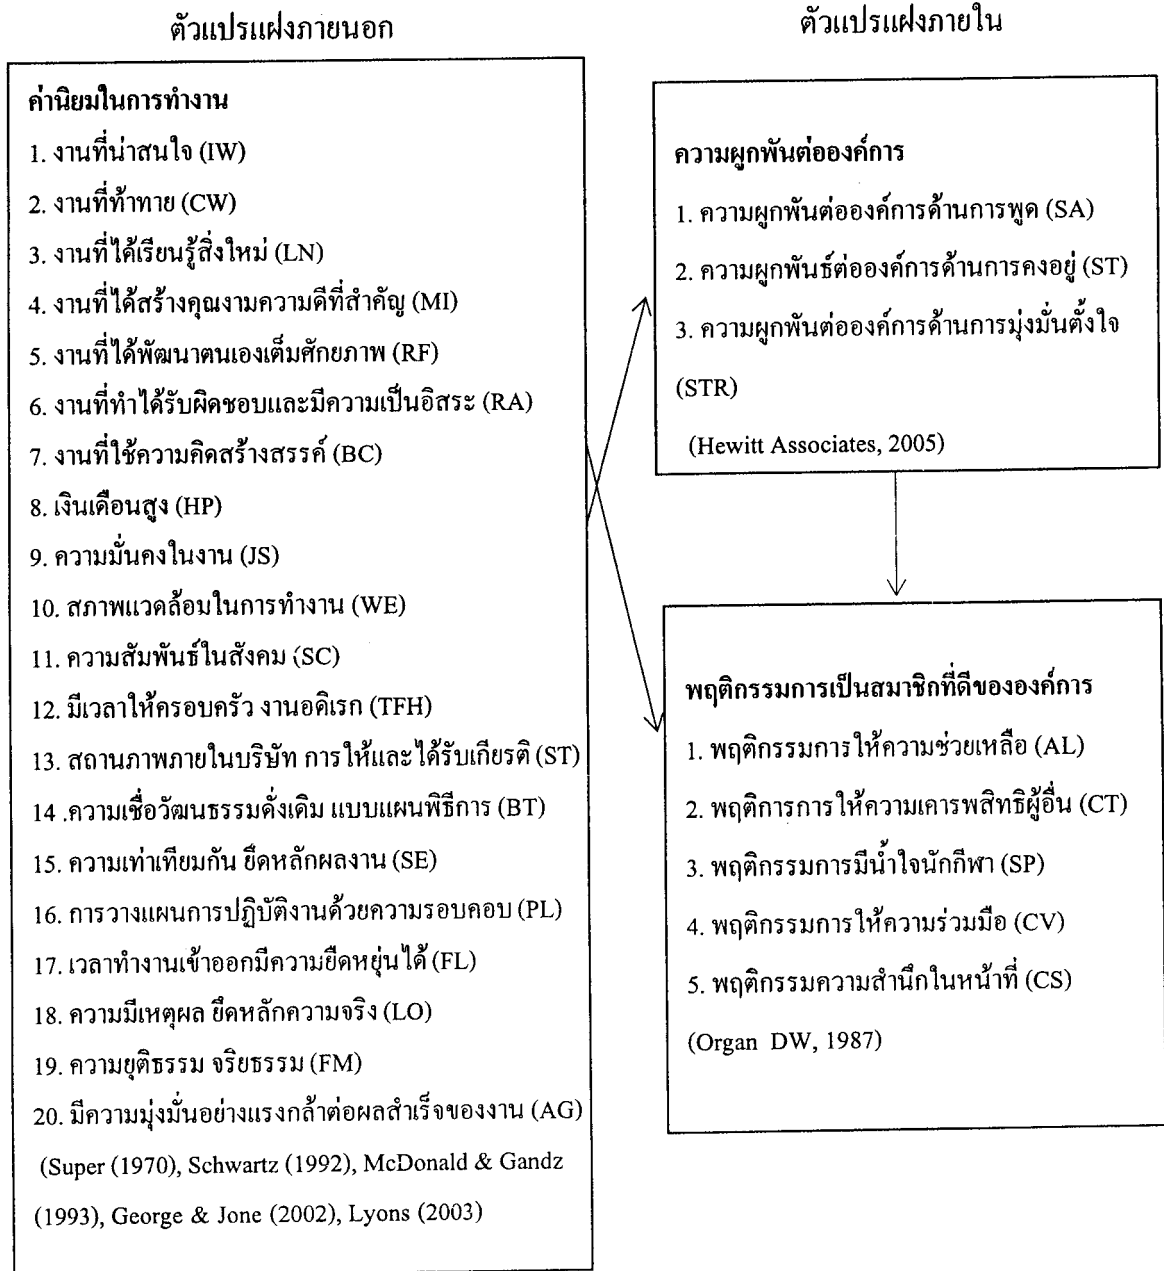 ตัวแปรแฝงภายนอก
ค่านิยมในการทำงาน
1. งานที่น่าสนใจ (IW)
2. งานที่ท้าทาย (CW)
3. งานที่ได้เรียนรู้สิ่งใหม่ (LN)
4. งานที่ได้สร้างคุณงามความดีที่สำคัญ (MI)
5. งานที่ได้พัฒนาตนเองเต็มศักยภาพ (RF)
6. งานที่ทำได้รับผิดชอบและมีความเป็นอิสระ (RA)
7. งานที่ใช้ความคิดสร้างสรรค์ (BC)
8. เงินเดือนสูง (HP)
9. ความมั่นคงในงาน (JS)
10. สภาพแวดล้อมในการทำงาน (WE)
11. ความสัมพันธ์ในสังคม (SC)
12. มีเวลาให้ครอบครัว งานอดิเรก (TFH)
13. สถานภาพภายในบริษัท การให้และได้รับเกียรติ (ST)
14 .ความเชื่อวัฒนธรรมดั่งเดิม แบบแผนพิธีการ (BT)
15. ความเท่าเทียมกัน ยึดหลักผลงาน (SE)
16. การวางแผนการปฏิบัติงานด้วยความรอบคอบ (PL)
17. เวลาทำงานเข้าออกมีความยืดหยุ่นได้ (FL)
18. ความมีเหตุผล ยึดหลักความจริง (LO)
19. ความยุติธรรม จริยธรรม (FM)
20. มีความมุ่งมั่นอย่างแรงกล้าต่อผลสำเร็จของงาน (AG)
(Super (1970), Schwartz (1992), McDonald & Gandz
(1993), George & Jone (2002), Lyons (2003)
ตัวแปรแฝงภายใน
ความผูกพันต่อองค์การ
1. ความผูกพันต่อองค์การด้านการพูด (SA)
2. ความผูกพันธ์ต่อองค์การด้านการคงอยู่ (ST)
3. ความผูกพันต่อองค์การด้านการมุ่งมั่นตั้งใจ
(STR)
(Hewitt Associates, 2005)
พฤติกรรมการเป็นสมาชิกที่ดีขององค์การ
1. พฤติกรรมการให้ความช่วยเหลือ (AL)
2. พฤติการการให้ความเคารพสิทธิผู้อื่น (CT)
3. พฤติกรรมการมีน้ำใจนักกีฬา (SP)
4. พฤติกรรมการให้ความร่วมมือ (CV)
5. พฤติกรรมความสำนึกในหน้าที่ (CS)
(Organ DW, 1987)